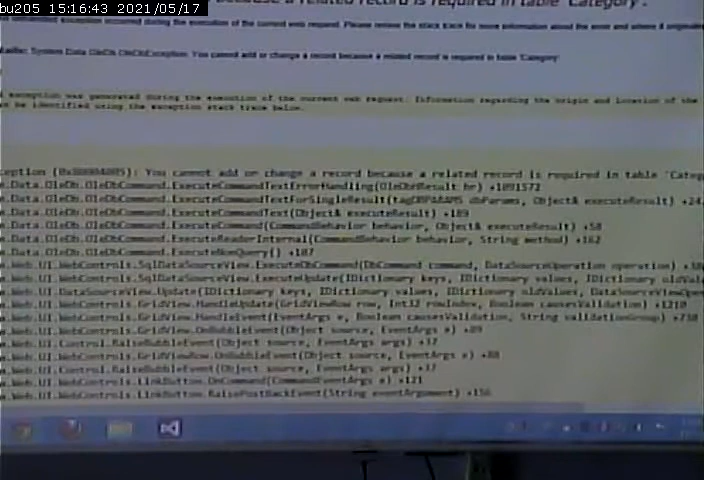 bu205 15:16:43 2021/05/17
because a related record is required in table 'Category'.
unhandled exception occurred during the execution of the current web request. Please review the stack trace for more information about the error and where it originated
Details: System.Data.OleDb.OleDbException: You cannot add or change a record because a related record is required in table 'Category'
exception was generated during the execution of the current web request. Information regarding the origin and location of the
be identified using the exception stack trace below.
ception (0x80004005): You cannot add or change a record because a related record is required in table 'Categ
.Data.OleDb.OleDbCommand.ExecuteCommandTextErrorHandling(OleDbHResult hr) +1091572
.Data.OleDb.OleDbCommand.ExecuteCommandTextForSingleResult(tagDBPARAMS dbParams, Object& executeResult) +24
.Data.OleDb.OleDbCommand.ExecuteCommandText(Object& executeResult) +189
.Data.OleDb.OleDbCommand.ExecuteCommand(CommandBehavior behavior, Object& executeResult) +58
.Data.OleDb.OleDbCommand.ExecuteReaderInternal(CommandBehavior behavior, String method) +162
.Data.OleDb.OleDbCommand.ExecuteNonQuery() +107
.Web.UI.WebControls.SqlDataSourceView.ExecuteDbCommand(DbCommand command, DataSourceOperation operation)
.Web.UI.WebControls.SqlDataSourceView.ExecuteUpdate(IDictionary keys, IDictionary values, IDictionary oldVal
.Web.UI.DataSourceView.Update(IDictionary keys, IDictionary values, IDictionary oldValues, DataSourceViewOper
.Web.UI.WebControls.GridView.HandleUpdate(GridViewRow row, Int32 rowIndex, Boolean causesValidation) +1210
.Web.UI.WebControls.GridView.HandleEvent(EventArgs e, Boolean causesValidation, String validationGroup) +738
.Web.UI.WebControls.GridView.OnBubbleEvent(Object source, EventArgs e) +89
.Web.UI.Control.RaiseBubbleEvent(Object source, EventArgs args) +37
.Web.UI.WebControls.GridViewRow.OnBubbleEvent(Object source, EventArgs e) +88
.Web.UI.Control.RaiseBubbleEvent(Object source, EventArgs args) +37
.Web.UI.WebControls.LinkButton.OnCommand(CommandEventArgs e) +121
.Web.UI.WebControls.LinkButton.RaisePostBackEvent(String eventArgument) +156